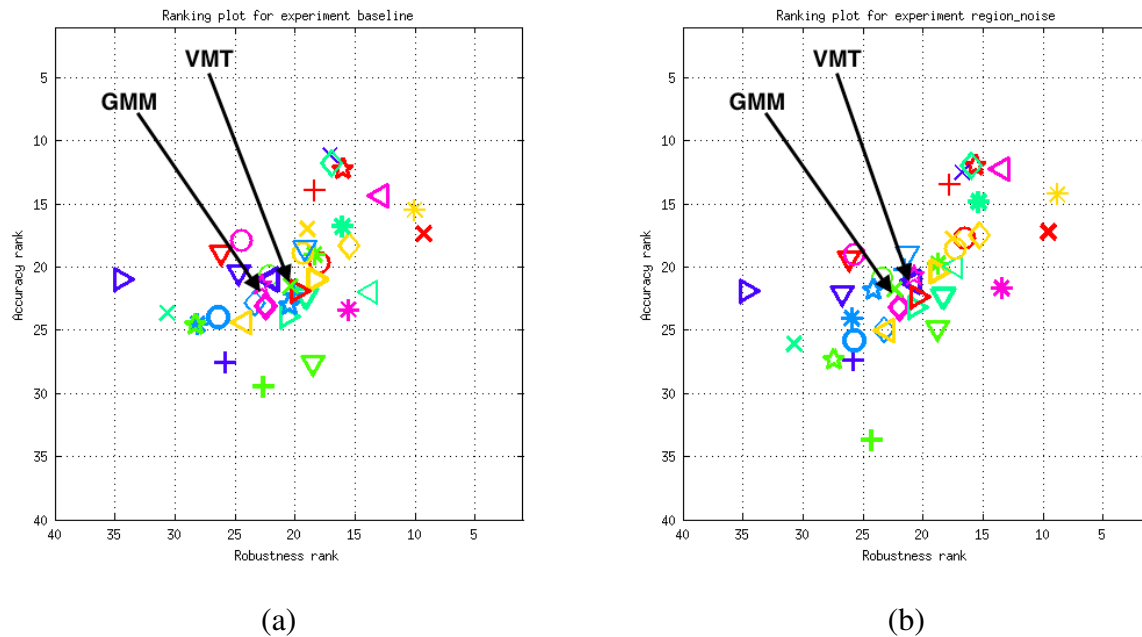 Ranking plot for experiment baseline
VMT
GMM
5
10
15
20
25
30
35
40
Accuracy rank
40 35 30 25 20 15 10 5
Robustness rank
(a)
Ranking plot for experiment region_noise
VMT
GMM
5
10
15
20
25
30
35
40
Accuracy rank
40 35 30 25 20 15 10 5
Robustness rank
(b)